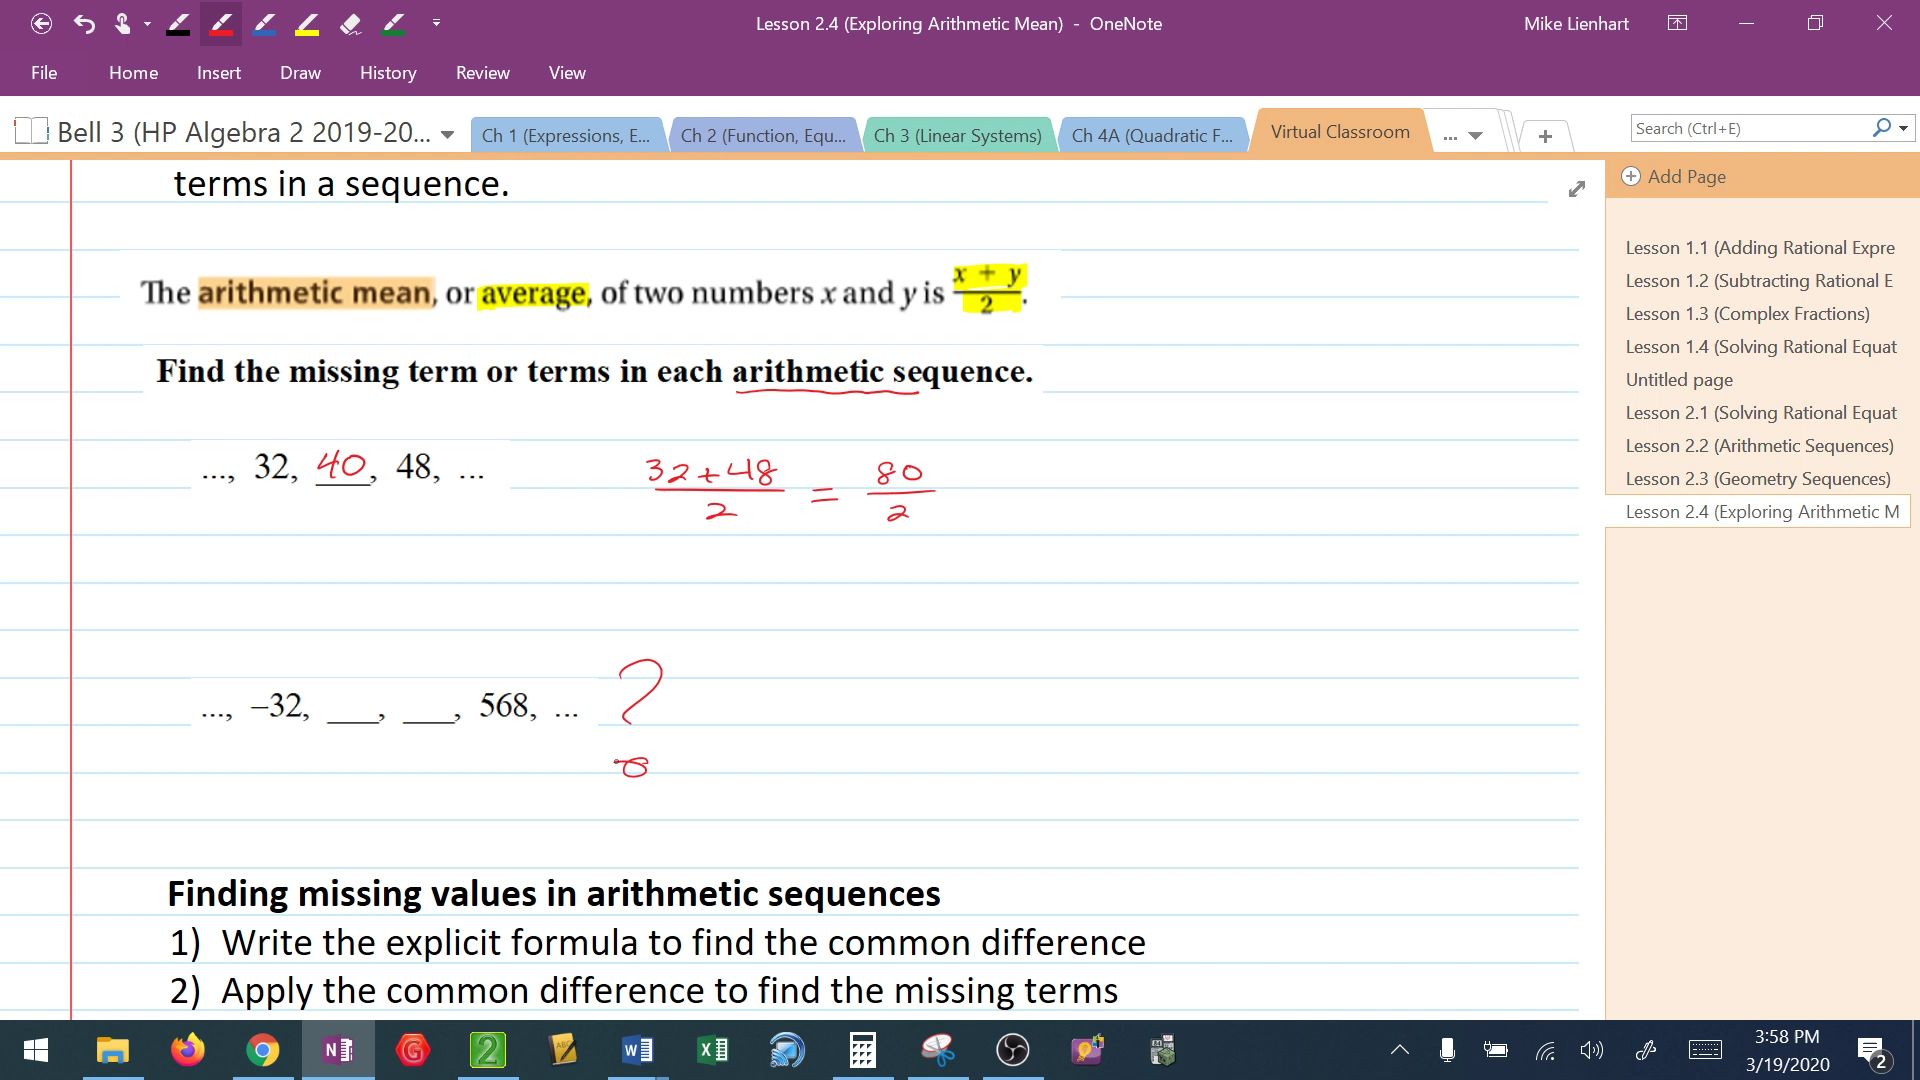 Lesson 2.4 (Exploring Arithmetic Mean) - OneNote
Mike Lienhart
File Home Insert Draw History Review View
Bell 3 (HP Algebra 2 2019-20...
Ch 1 (Expressions, E... Ch 2 (Function, Equ... Ch 3 (Linear Systems) Ch 4A (Quadratic F... Virtual Classroom ... +
Search (Ctrl+E)
terms in a sequence.
The arithmetic mean, or average, of two numbers x and y is x + y / 2.
Find the missing term or terms in each arithmetic sequence.
..., 32, 40, 48, ...
32+48 / 2 = 80 / 2
..., –32, ___, ___, 568, ... ?
Finding missing values in arithmetic sequences
1) Write the explicit formula to find the common difference
2) Apply the common difference to find the missing terms
Add Page
Lesson 1.1 (Adding Rational Expre
Lesson 1.2 (Subtracting Rational E
Lesson 1.3 (Complex Fractions)
Lesson 1.4 (Solving Rational Equat
Untitled page
Lesson 2.1 (Solving Rational Equat
Lesson 2.2 (Arithmetic Sequences)
Lesson 2.3 (Geometry Sequences)
Lesson 2.4 (Exploring Arithmetic M
3:58 PM
3/19/2020
2